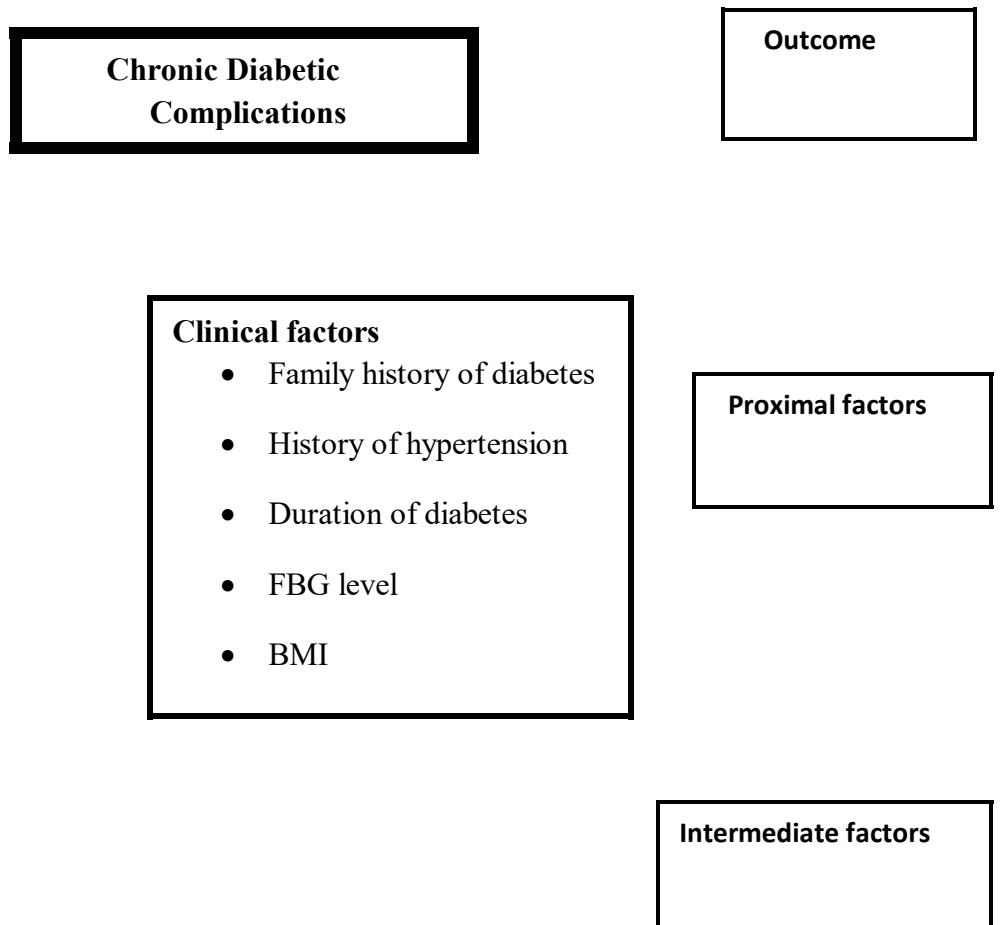 Chronic Diabetic
Complications
Outcome
Clinical factors
• Family history of diabetes
• History of hypertension
• Duration of diabetes
• FBG level
• BMI
Proximal factors
Intermediate factors